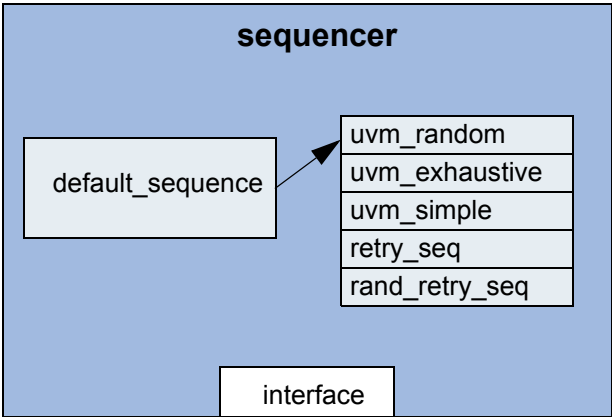 sequencer
default_sequence
uvm_random
uvm_exhaustive
uvm_simple
retry_seq
rand_retry_seq
interface